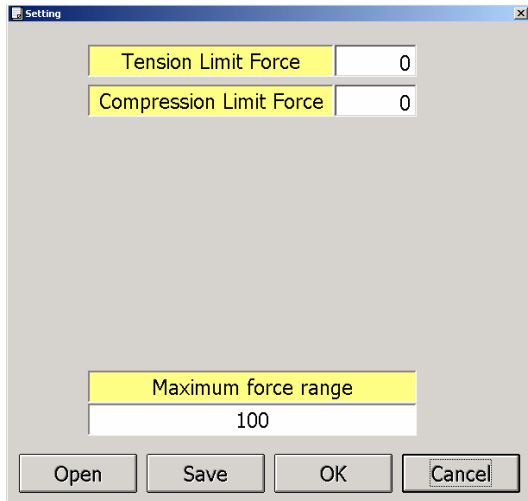 Setting
Tension Limit Force 0
Compression Limit Force 0
Maximum force range
100
Open Save OK Cancel